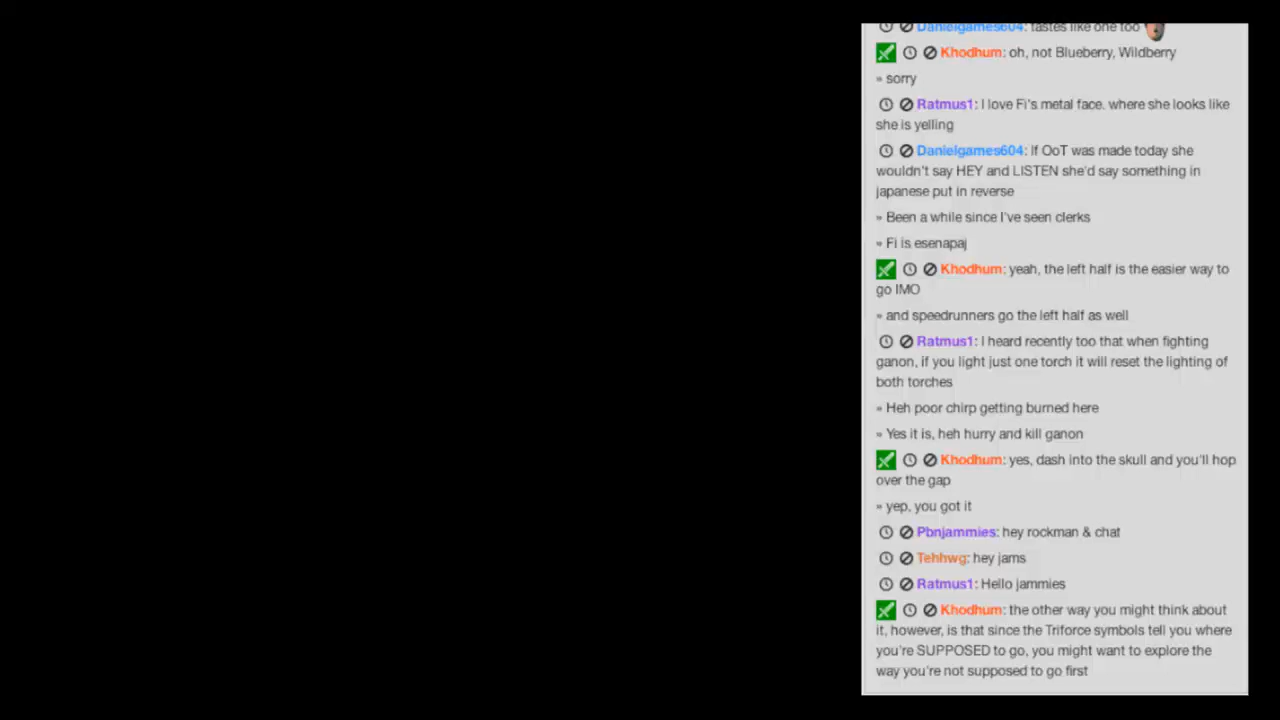 Danielgames604: tastes like one too
Khodhum: oh, not Blueberry, Wildberry
» sorry
Ratmus1: I love Fi's metal face. where she looks like
she is yelling
Danielgames604: if OoT was made today she
wouldn't say HEY and LISTEN she'd say something in
japanese put in reverse
» Been a while since I've seen clerks
» Fi is esenapaj
Khodhum: yeah, the left half is the easier way to
go IMO
» and speedrunners go the left half as well
Ratmus1: I heard recently too that when fighting
ganon, if you light just one torch it will reset the lighting of
both torches
» Heh poor chirp getting burned here
» Yes it is, heh hurry and kill ganon
Khodhum: yes, dash into the skull and you'll hop
over the gap
» yep, you got it
Pbnjammies: hey rockman & chat
Tehhwg: hey jams
Ratmus1: Hello jammies
Khodhum: the other way you might think about
it, however, is that since the Triforce symbols tell you where
you're SUPPOSED to go, you might want to explore the
way you're not supposed to go first